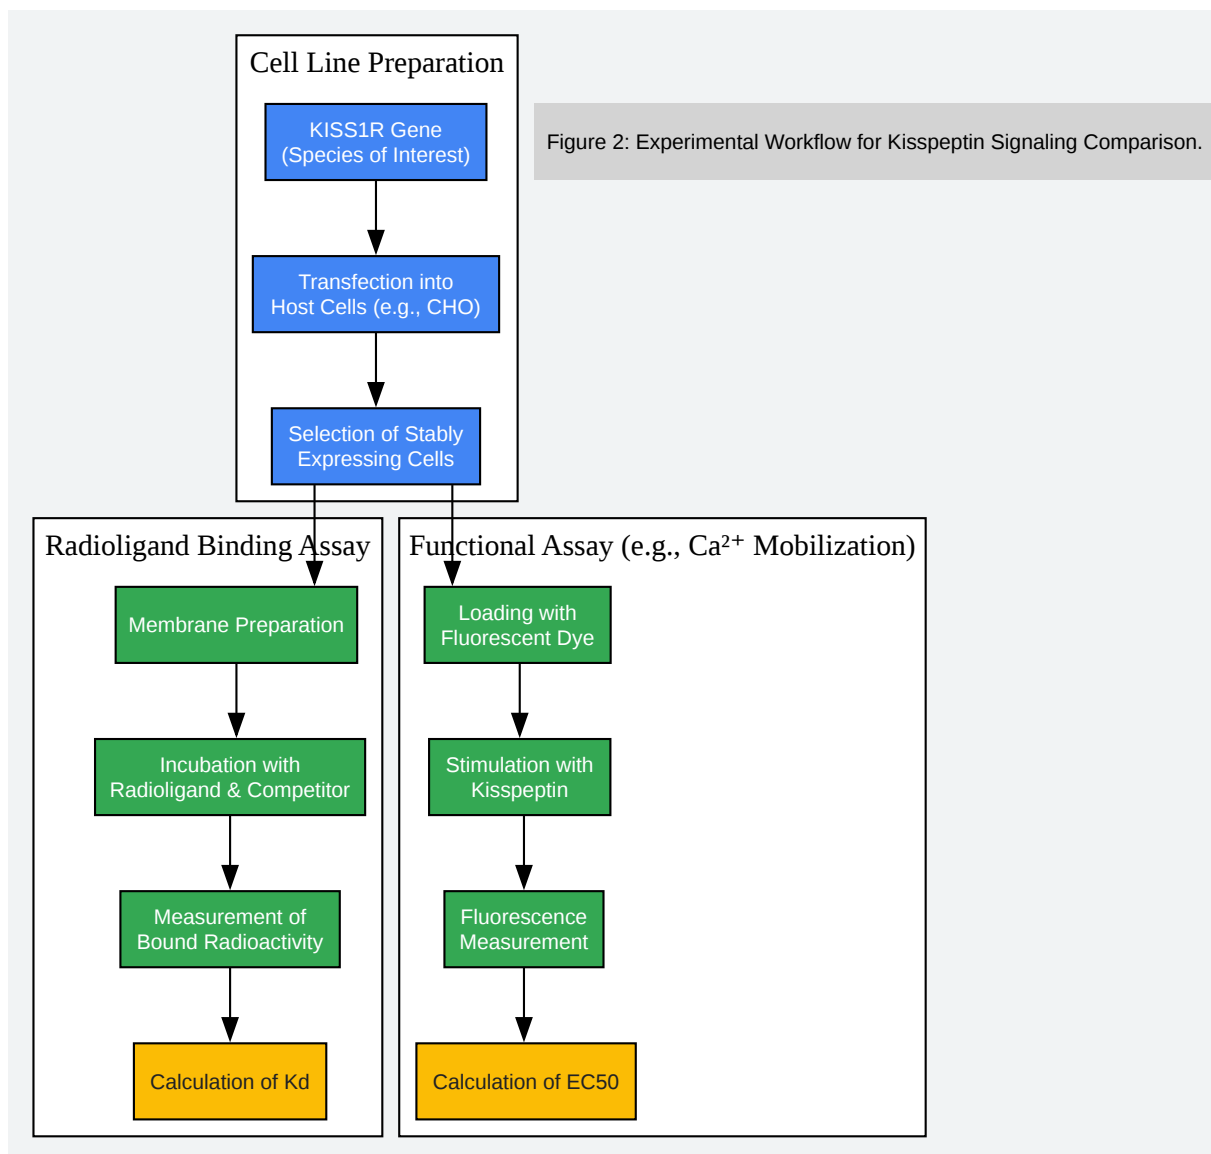 Cell Line Preparation
KISS1R Gene
(Species of Interest)
Figure 2: Experimental Workflow for Kisspeptin Signaling Comparison.
Transfection into
Host Cells (e.g., CHO)
Selection of Stably
Expressing Cells
Radioligand Binding Assay
Membrane Preparation
Incubation with
Radioligand & Competitor
Measurement of
Bound Radioactivity
Calculation of Kd
Functional Assay (e.g., Ca²⁺ Mobilization)
Loading with
Fluorescent Dye
Stimulation with
Kisspeptin
Fluorescence
Measurement
Calculation of EC50